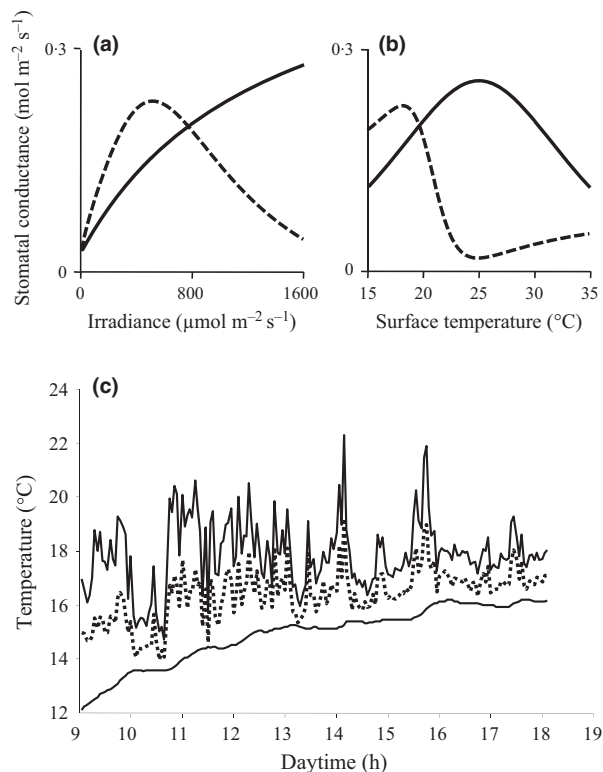 (a)
(b)
Stomatal conductance (mol m⁻² s⁻¹)
0·3
0·3
0
0
0 800 1600
15 20 25 30 35
Irradiance (µmol m⁻² s⁻¹)
Surface temperature (°C)
(c)
Temperature (°C)
24
22
20
18
16
14
12
9 10 11 12 13 14 15 16 17 18 19
Daytime (h)